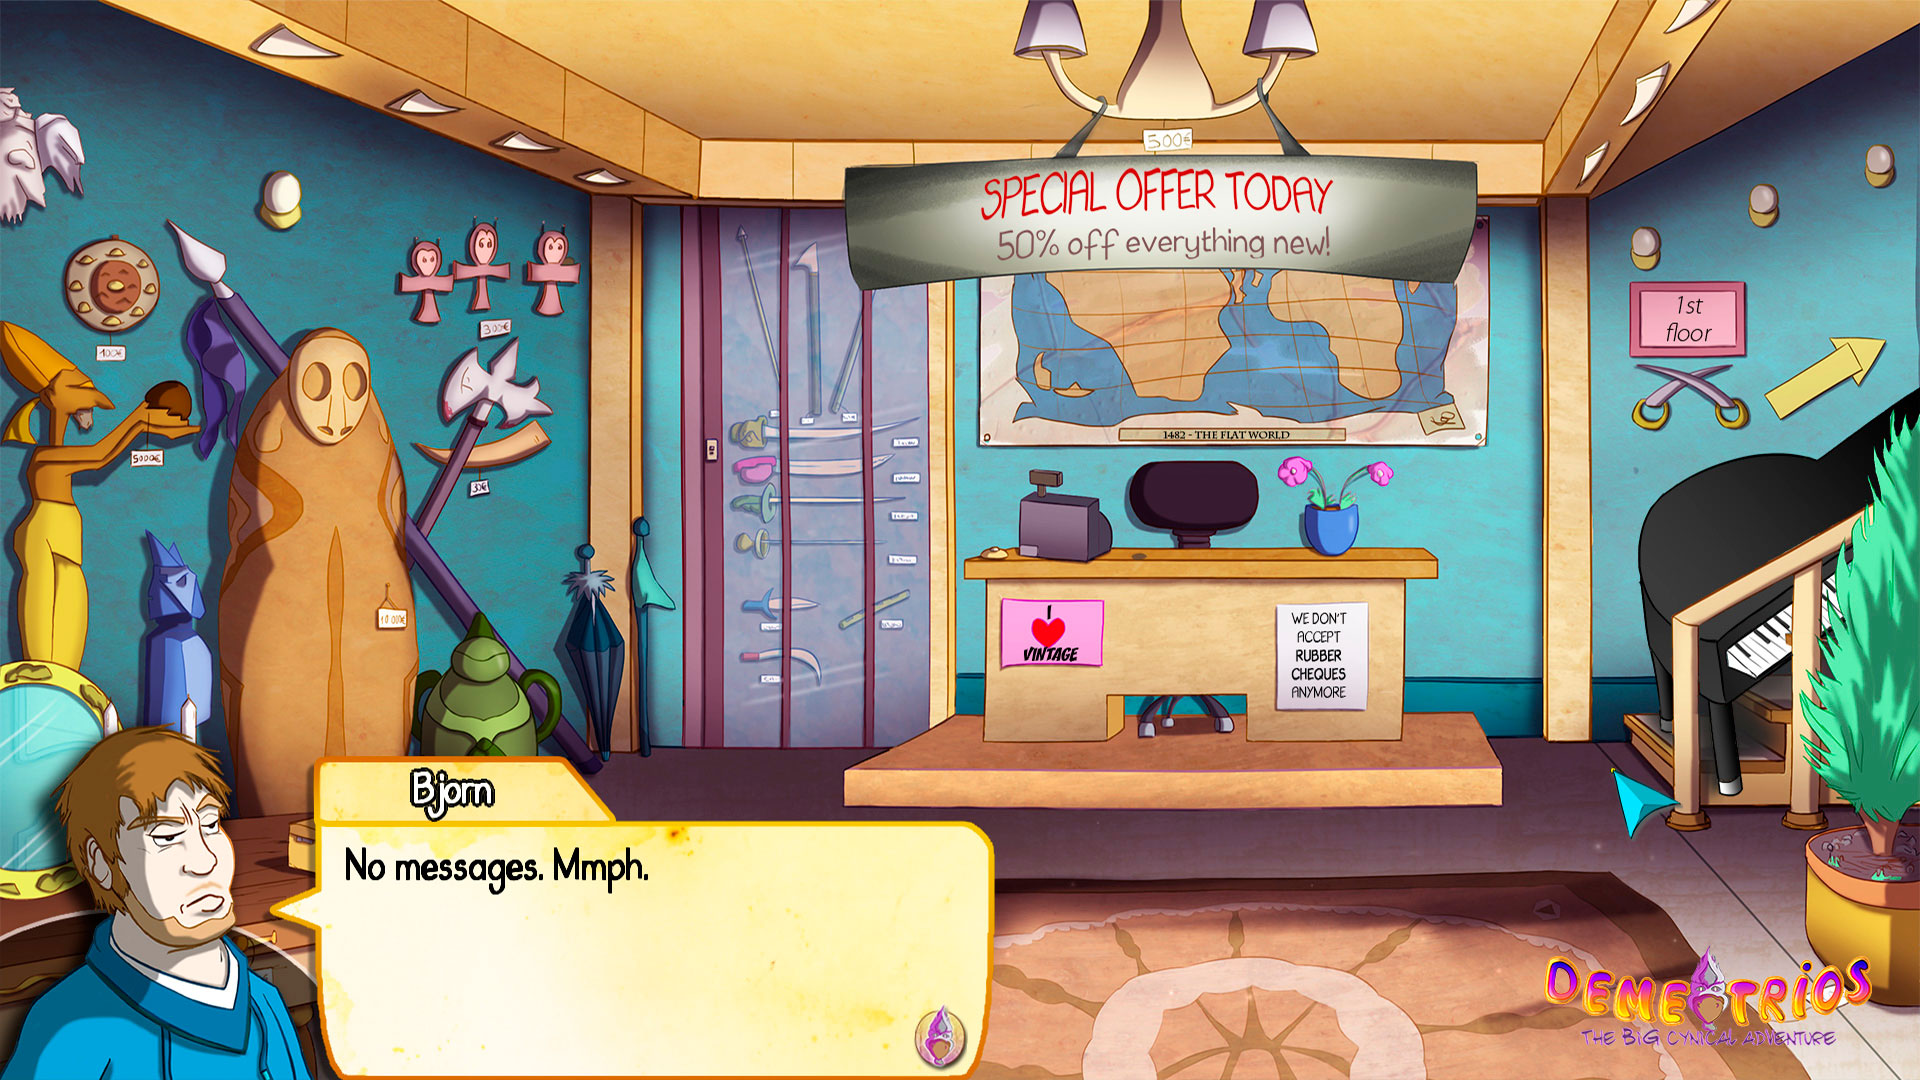 500€
SPECIAL OFFER TODAY
50% off everything new!
300€
1st
floor
100€
1482 - THE FLAT WORLD
5000€
30€
I
VINTAGE
WE DON'T
ACCEPT
RUBBER
CHEQUES
ANYMORE
10 000€
Bjorn
No messages. Mmph.
DEMETRIOS
THE BIG CYNICAL ADVENTURE